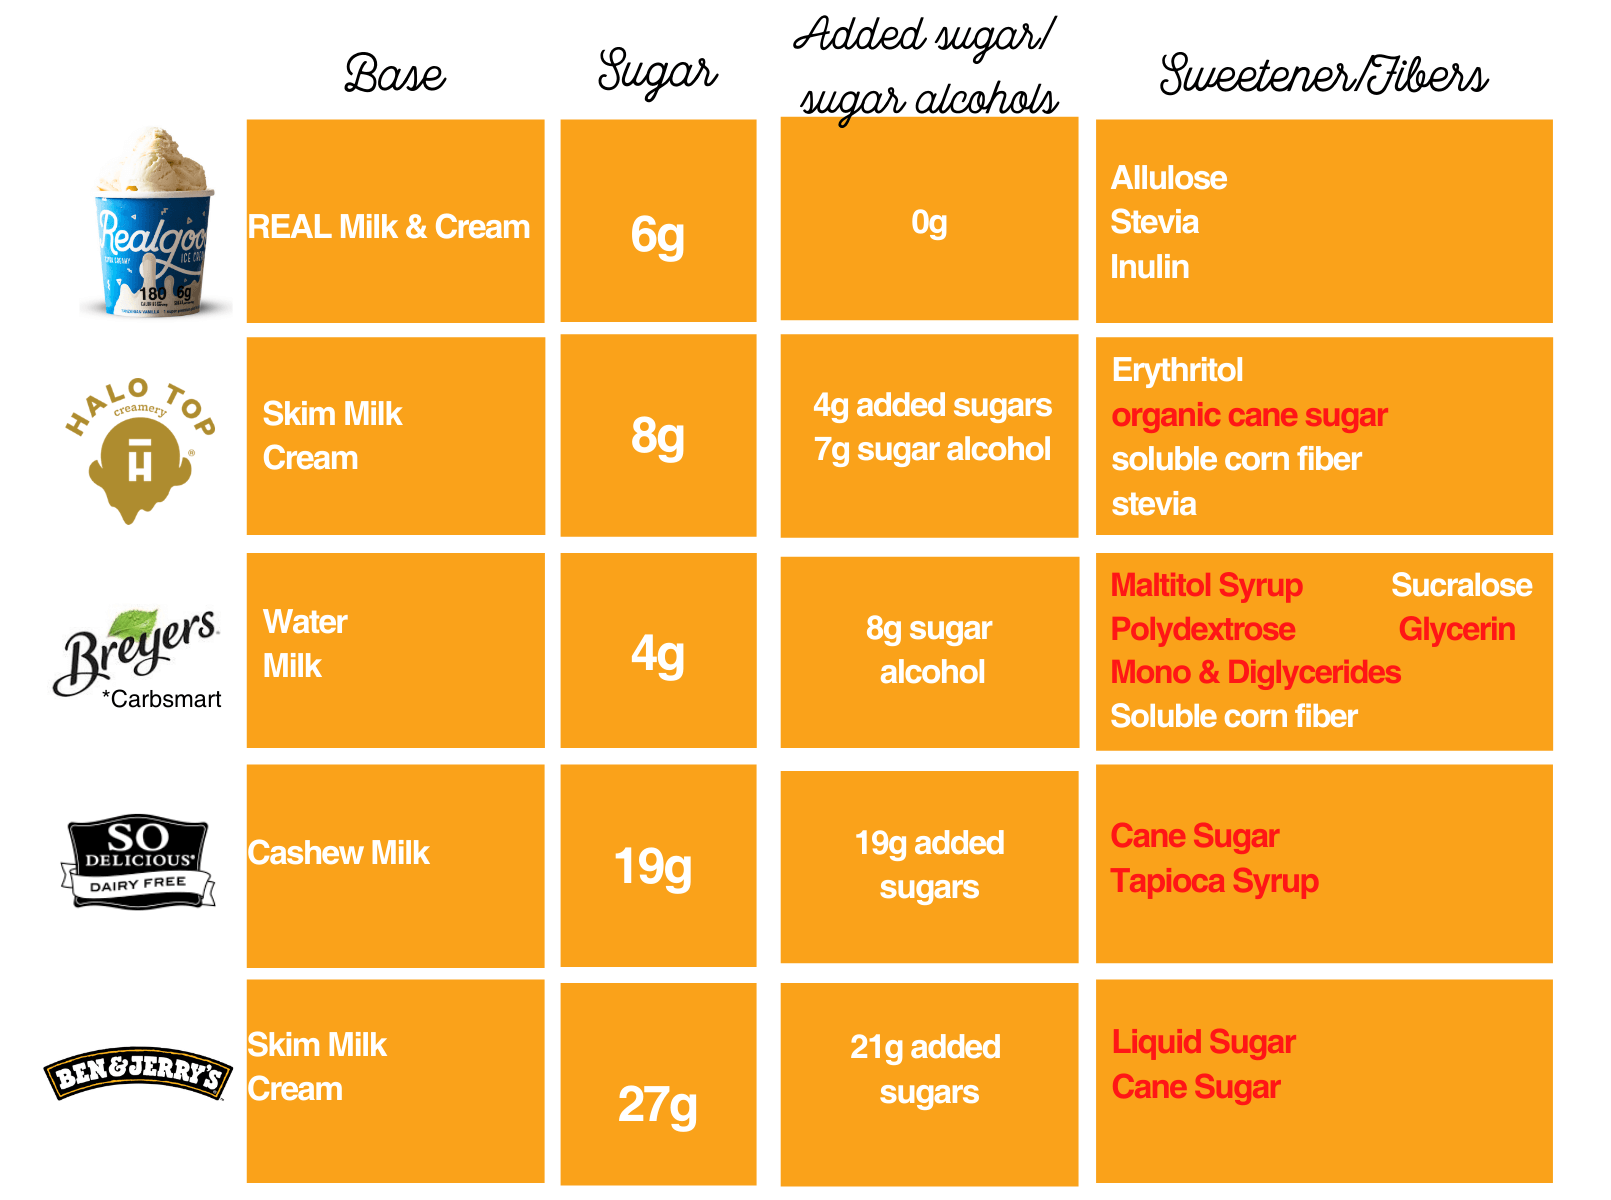 Base
Sugar
Added sugar/
sugar alcohols
Sweetener/Fibers
Realgoo
ICE
180 6g
REAL Milk & Cream
6g
0g
Allulose
Stevia
Inulin
HALO TOP
creamery
H
®
Skim Milk
Cream
8g
4g added sugars
7g sugar alcohol
Erythritol
organic cane sugar
soluble corn fiber
stevia
Breyers
*Carbsmart
Water
Milk
4g
8g sugar
alcohol
Maltitol Syrup Sucralose
Polydextrose Glycerin
Mono & Diglycerides
Soluble corn fiber
SO
DELICIOUS®
DAIRY FREE
Cashew Milk
19g
19g added
sugars
Cane Sugar
Tapioca Syrup
BEN & JERRY'S
Skim Milk
Cream
27g
21g added
sugars
Liquid Sugar
Cane Sugar